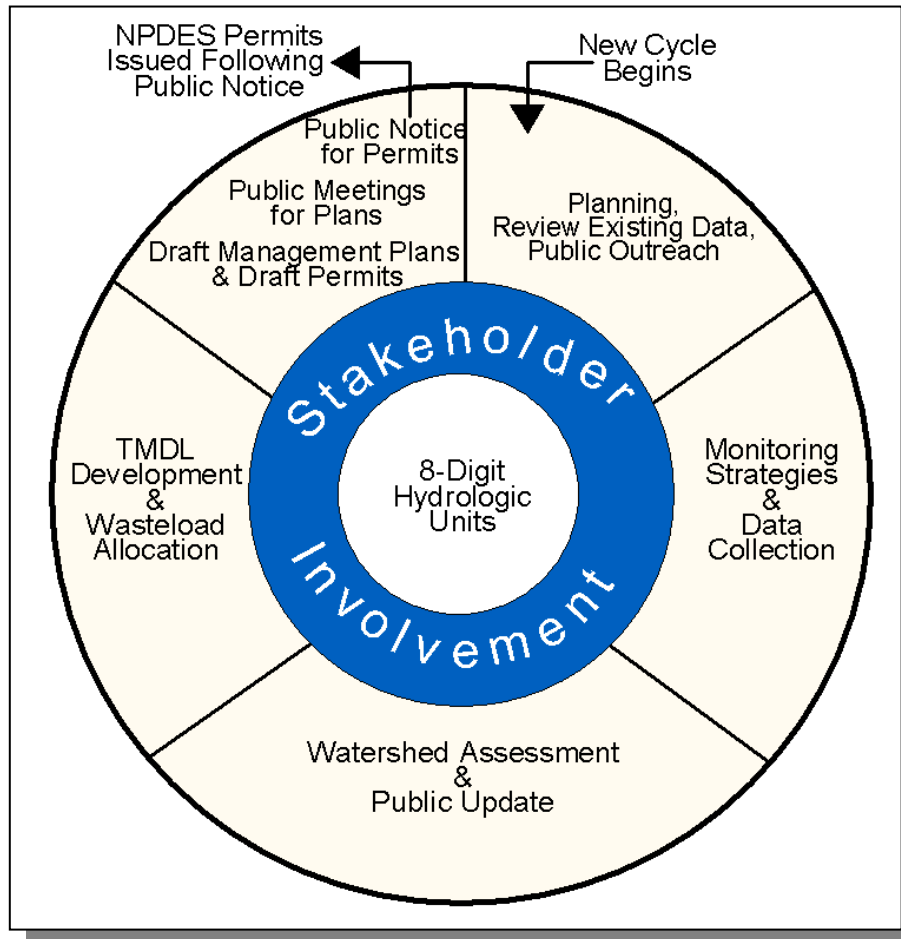 NPDES Permits
Issued Following
Public Notice
New Cycle
Begins
Public Notice
for Permits
Public Meetings
for Plans
Draft Management Plans
& Draft Permits
Planning,
Review Existing Data,
Public Outreach
Stakeholder
Involvement
8-Digit
Hydrologic
Units
TMDL
Development
&
Wasteload
Allocation
Monitoring
Strategies
&
Data
Collection
Watershed Assessment
&
Public Update